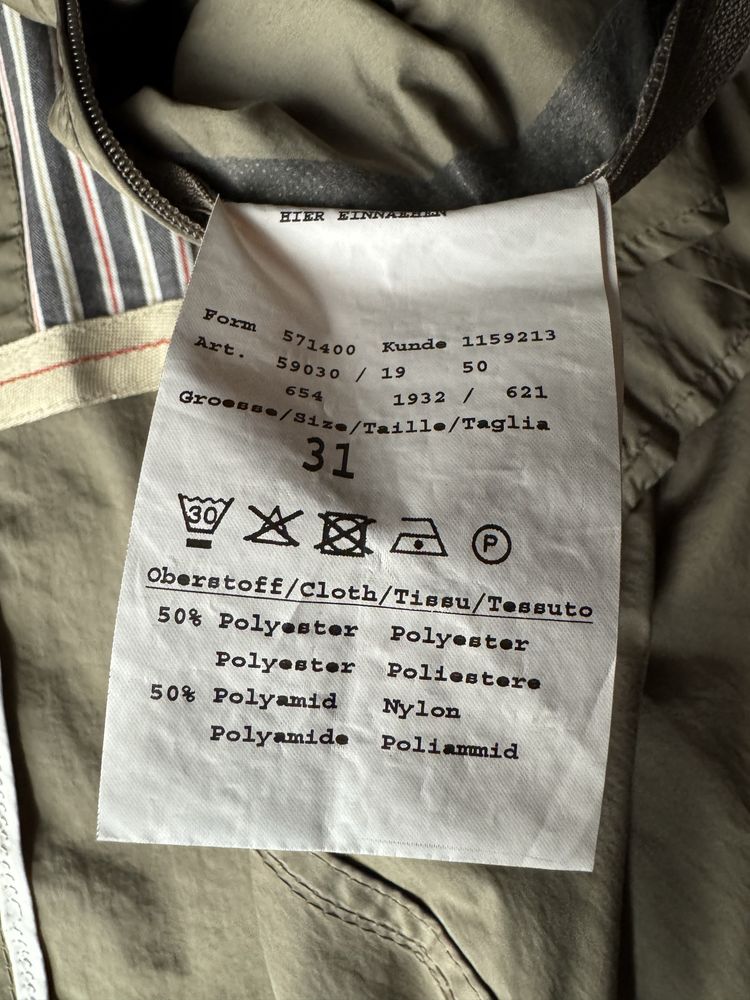 HIER EINNAEHEN
Form 571400 Kunde 1159213
Art. 59030 / 19 50
654 1932 / 621
Groesse/Size/Taille/Taglia
31
30 P
Oberstoff/Cloth/Tissu/Tessuto
50% Polyester Polyester
Polyester Poliestere
50% Polyamid Nylon
Polyamide Poliammid